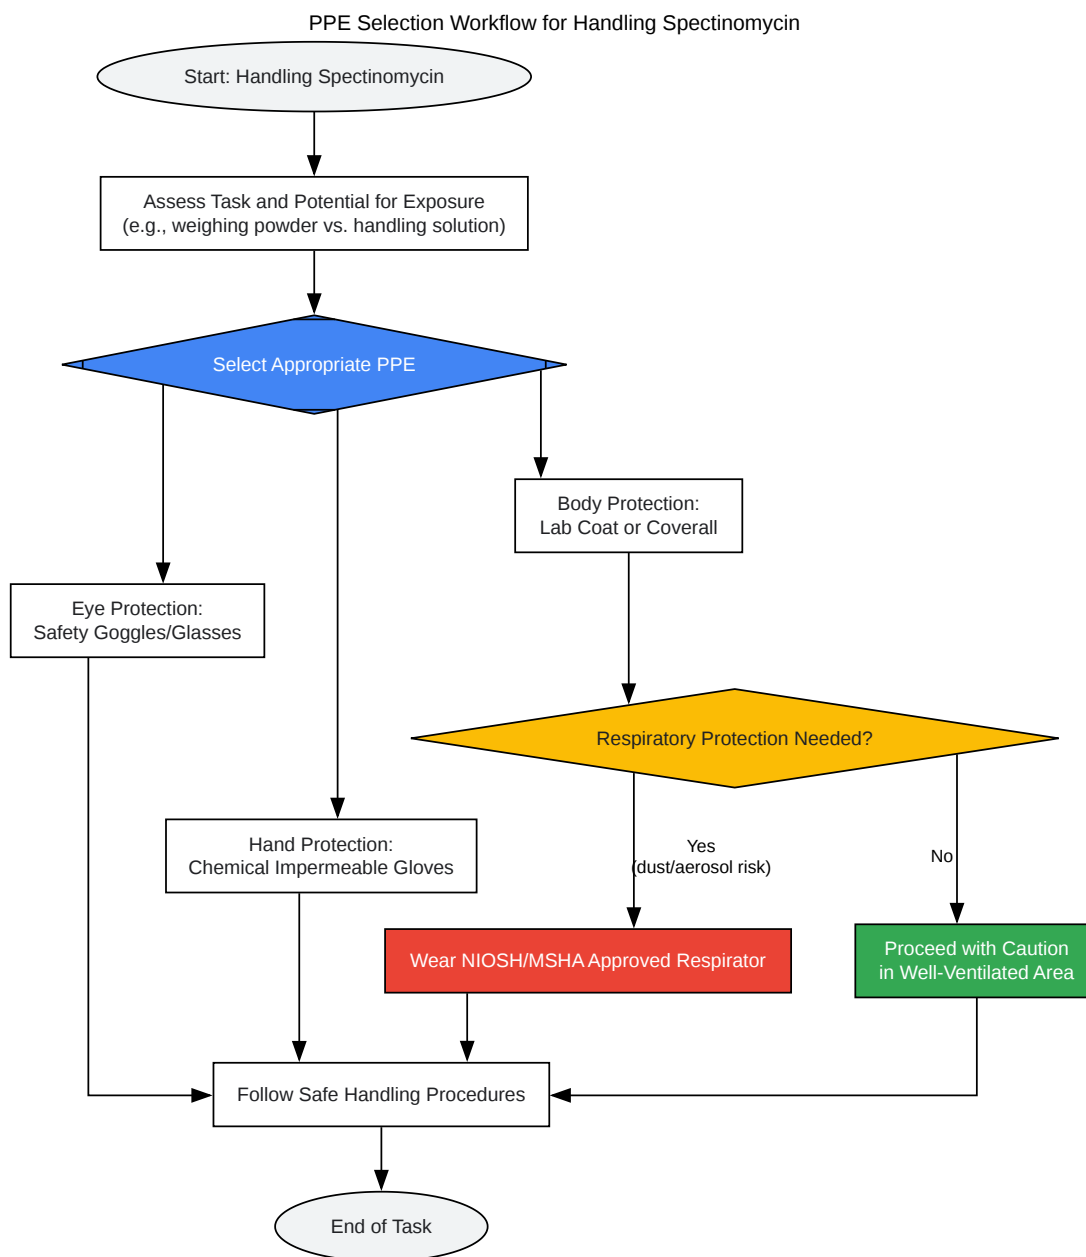 PPE Selection Workflow for Handling Spectinomycin
Start: Handling Spectinomycin
Assess Task and Potential for Exposure
(e.g., weighing powder vs. handling solution)
Select Appropriate PPE
Body Protection:
Lab Coat or Coverall
Eye Protection:
Safety Goggles/Glasses
Respiratory Protection Needed?
Hand Protection:
Chemical Impermeable Gloves
Yes
(dust/aerosol risk)
No
Wear NIOSH/MSHA Approved Respirator
Proceed with Caution
in Well-Ventilated Area
Follow Safe Handling Procedures
End of Task